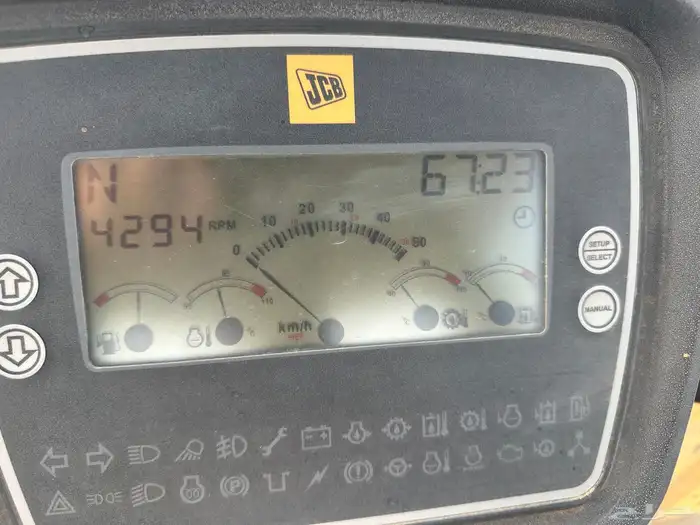 JCB
N 6723
4294 RPM
0 10 20 30 40 50
km/h
SETUP
SELECT
MANUAL